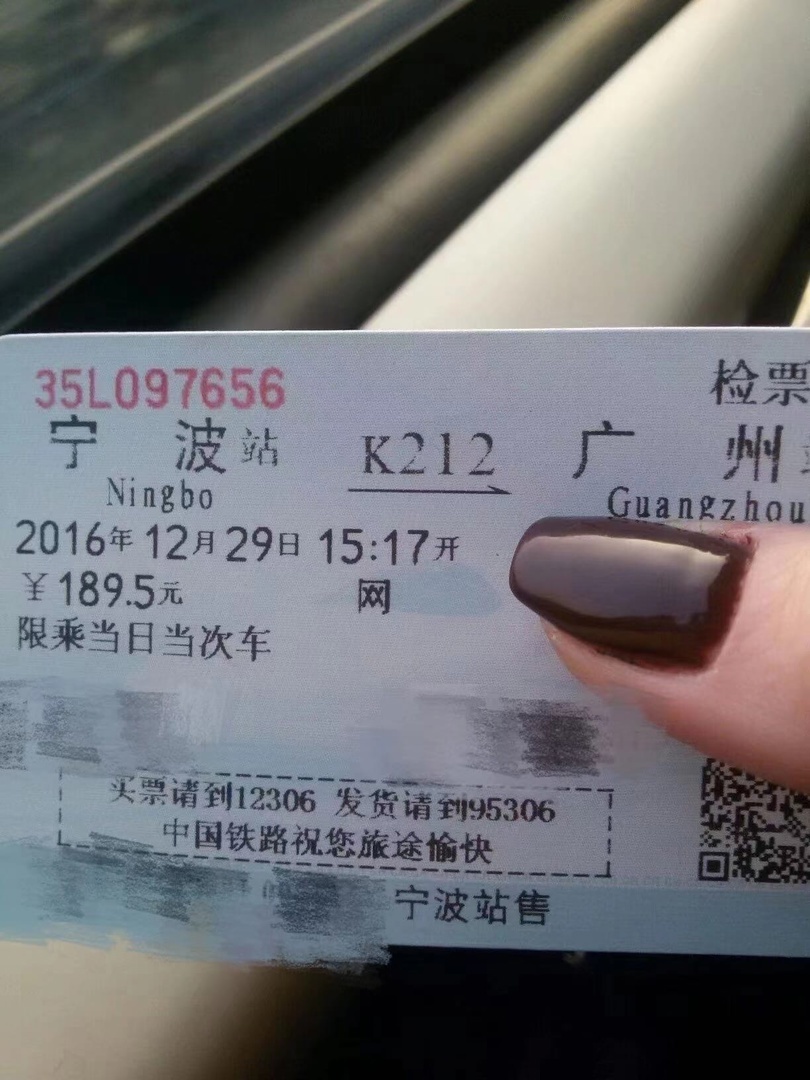 35L097656
检票
宁波站 K212 广州
Ningbo Guangzhou
2016年12月29日 15:17开
￥189.5元 网
限乘当日当次车
买票请到12306 发货请到95306
中国铁路祝您旅途愉快
宁波站售